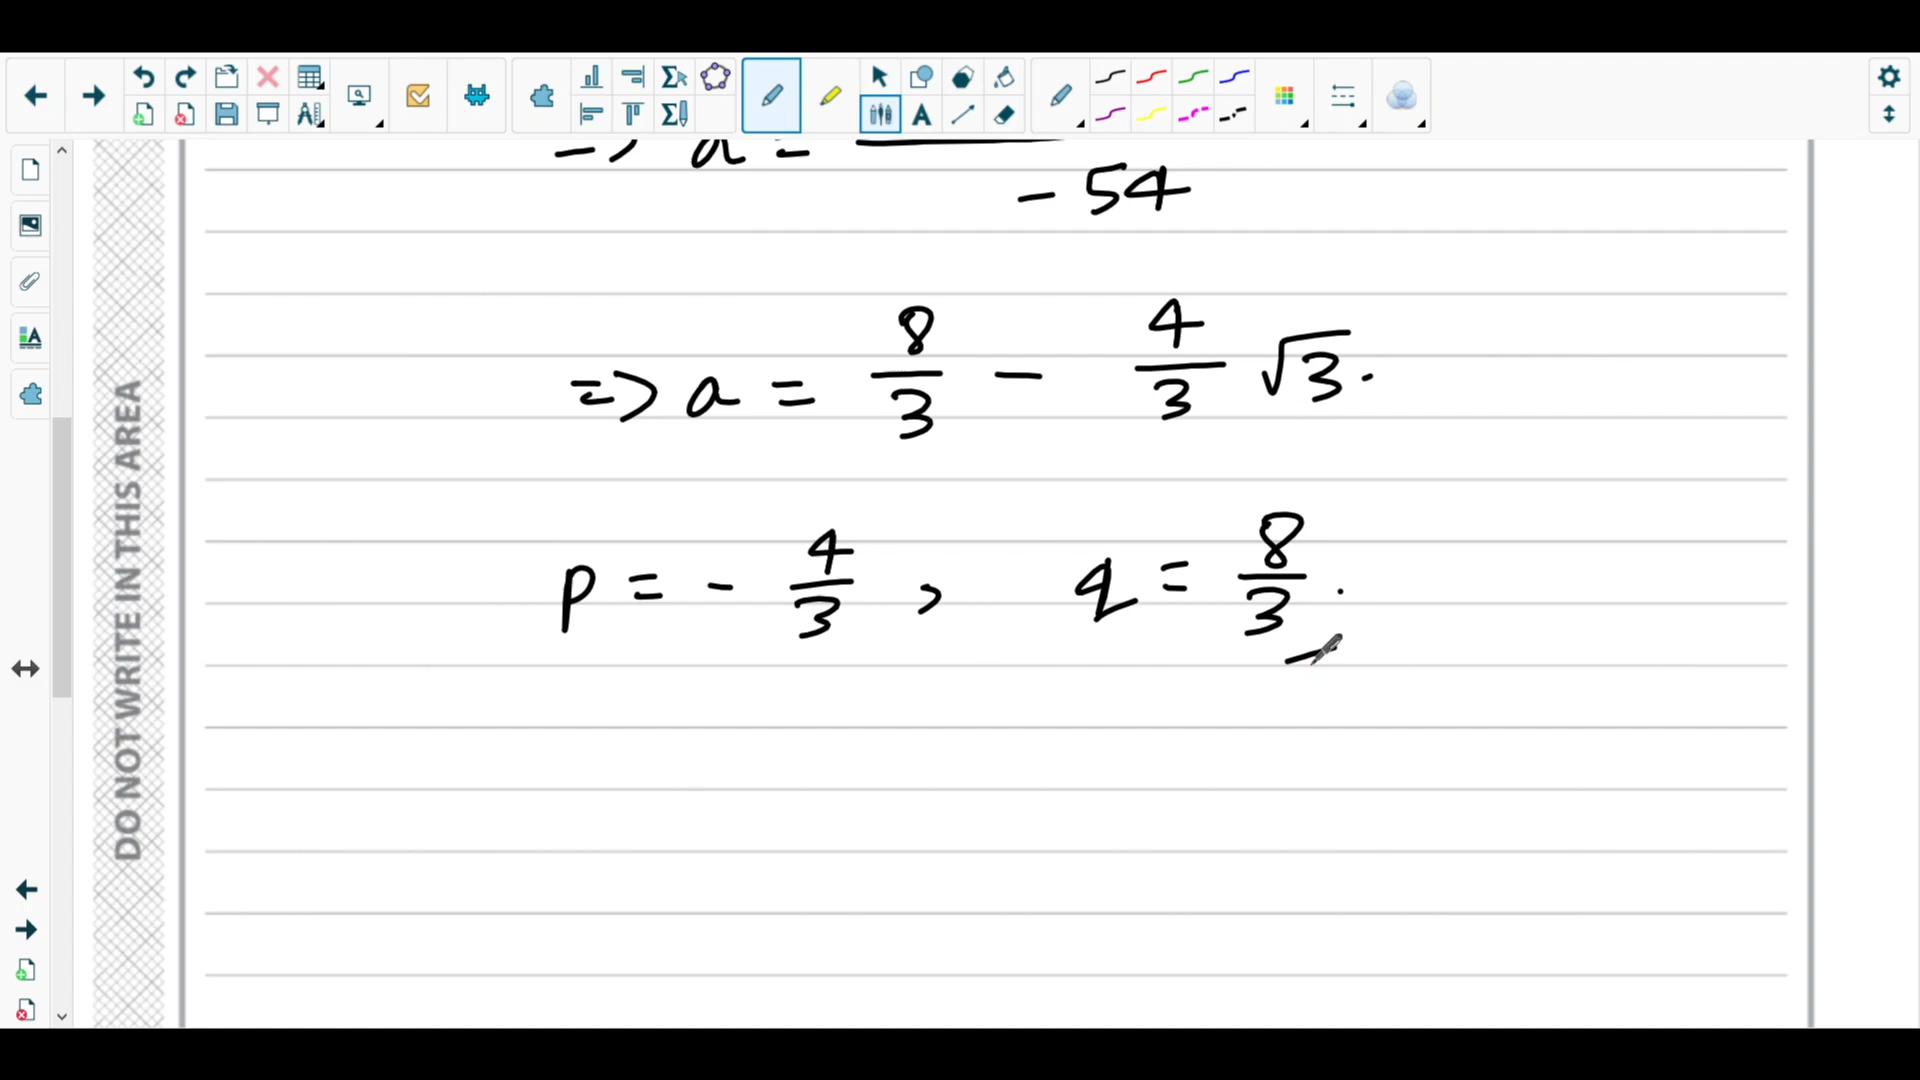 => a =
- 54
=> a = 8/3 - 4/3 √3.
p = - 4/3 , q = 8/3 .
DO NOT WRITE IN THIS AREA